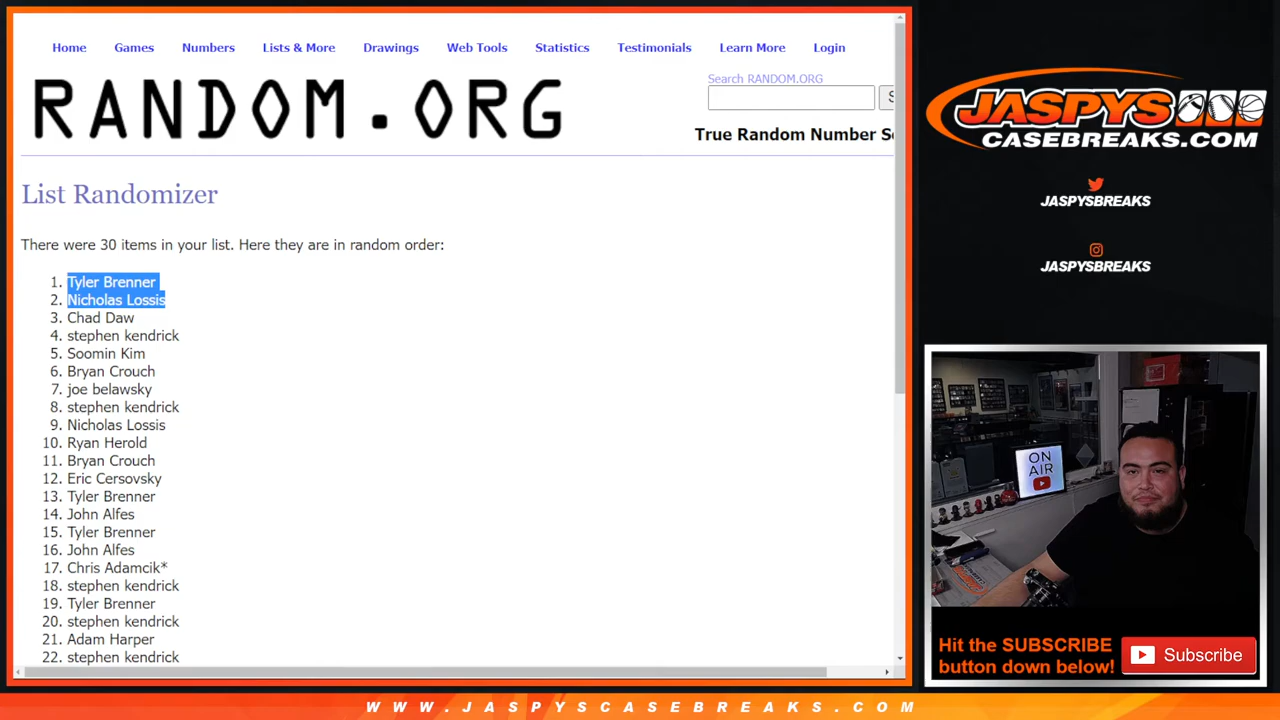 Home Games Numbers Lists & More Drawings Web Tools Statistics Testimonials Learn More Login
RANDOM.ORG
Search RANDOM.ORG
True Random Number
List Randomizer
There were 30 items in your list. Here they are in random order:
1. Tyler Brenner
2. Nicholas Lossis
3. Chad Daw
4. stephen kendrick
5. Soomin Kim
6. Bryan Crouch
7. joe belawsky
8. stephen kendrick
9. Nicholas Lossis
10. Ryan Herold
11. Bryan Crouch
12. Eric Cersovsky
13. Tyler Brenner
14. John Alfes
15. Tyler Brenner
16. John Alfes
17. Chris Adamcik*
18. stephen kendrick
19. Tyler Brenner
20. stephen kendrick
21. Adam Harper
22. stephen kendrick
JASPYS
CASEBREAKS.COM
JASPYSBREAKS
JASPYSBREAKS
ON
AIR
Hit the SUBSCRIBE
button down below!
Subscribe
WWW.JASPYSCASEBREAKS.COM